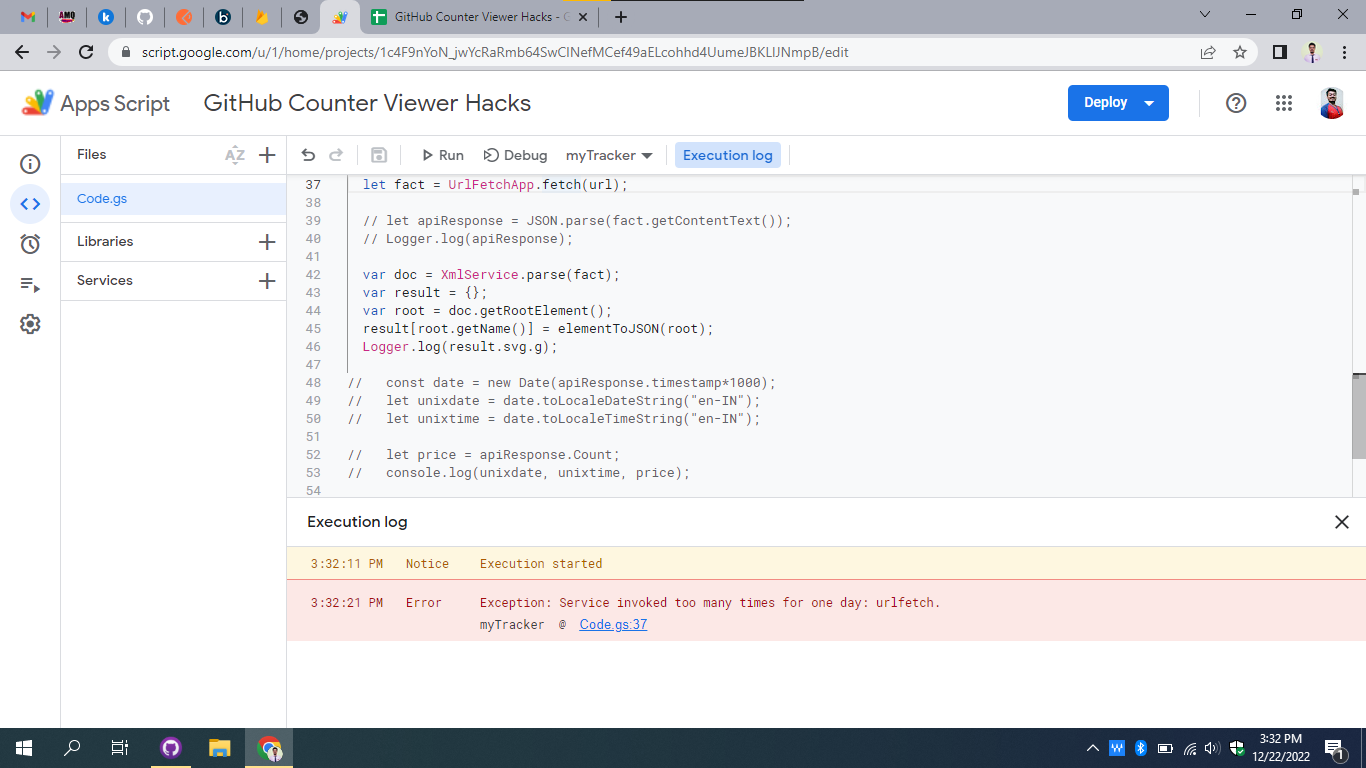 GitHub Counter Viewer Hacks - G
script.google.com/u/1/home/projects/1c4F9nYoN_jwYcRaRmb64SwCINefMCef49aELcohhd4UumeJBKLIJNmpB/edit
Apps Script GitHub Counter Viewer Hacks Deploy
Files AZ Run Debug myTracker Execution log
Code.gs
Libraries
Services
37 let fact = UrlFetchApp.fetch(url);
38
39 // let apiResponse = JSON.parse(fact.getContentText());
40 // Logger.log(apiResponse);
41
42 var doc = XmlService.parse(fact);
43 var result = {};
44 var root = doc.getRootElement();
45 result[root.getName()] = elementToJSON(root);
46 Logger.log(result.svg.g);
47
48 //   const date = new Date(apiResponse.timestamp*1000);
49 //   let unixdate = date.toLocaleDateString("en-IN");
50 //   let unixtime = date.toLocaleTimeString("en-IN");
51
52 //   let price = apiResponse.Count;
53 //   console.log(unixdate, unixtime, price);
54
Execution log
3:32:11 PM Notice Execution started
3:32:21 PM Error Exception: Service invoked too many times for one day: urlfetch.
myTracker @ Code.gs:37
3:32 PM
12/22/2022
1